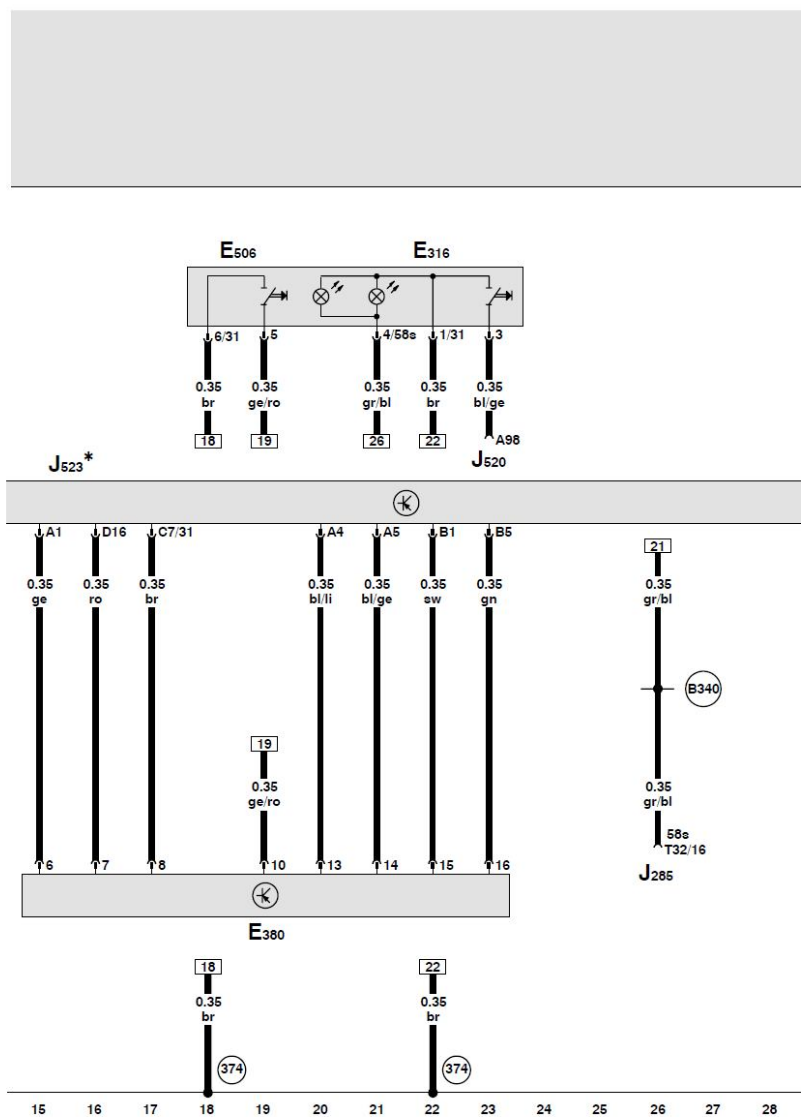 E506 E316
6/31 5 4/58s 1/31 3
0.35 0.35 0.35 0.35 0.35
br ge/ro gr/bl br bl/ge
18 19 26 22 A98
J520
J523*
A1 D16 C7/31 A4 A5 B1 B5
21
0.35 0.35 0.35 0.35 0.35 0.35 0.35 0.35
ge ro br bl/li bl/ge sw gn gr/bl
B340
19
0.35 0.35
ge/ro gr/bl
58s
T32/16
6 7 8 10 13 14 15 16
J285
E380
18 22
0.35 0.35
br br
374 374
15 16 17 18 19 20 21 22 23 24 25 26 27 28